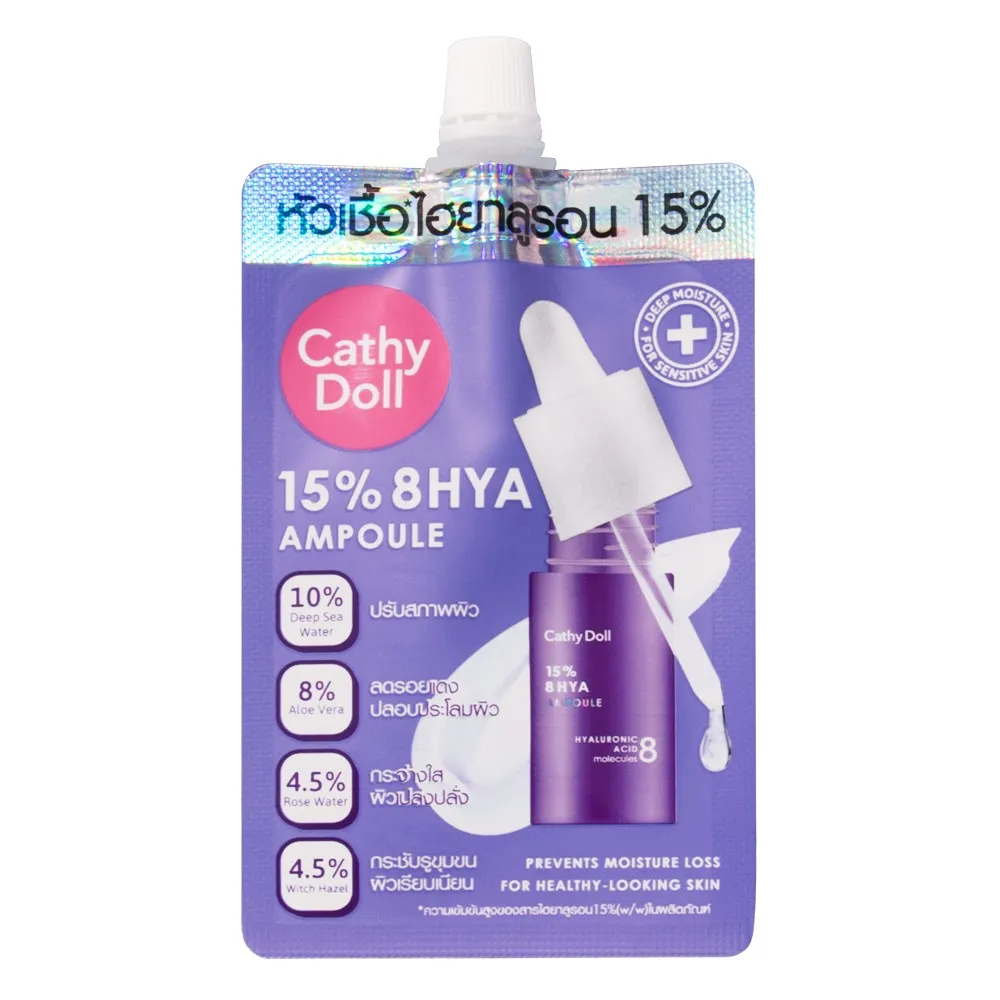 หัวเชื้อ*ไฮยาลูรอน 15%
Cathy
Doll
DEEP MOISTURE
FOR SENSITIVE SKIN
15% 8HYA
AMPOULE
10%
Deep Sea
Water
ปรับสภาพผิว
8%
Aloe Vera
ลดรอยแดง
ปลอบประโลมผิว
4.5%
Rose Water
กระจ่างใส
ผิวเปล่งปลั่ง
4.5%
Witch Hazel
กระชับรูขุมขน
ผิวเรียบเนียน
Cathy Doll
15%
8HYA
AMPOULE
HYALURONIC
ACID 8
molecules
PREVENTS MOISTURE LOSS
FOR HEALTHY-LOOKING SKIN
*ความเข้มข้นสูงของสารไฮยาลูรอน15%(w/w)ในผลิตภัณฑ์